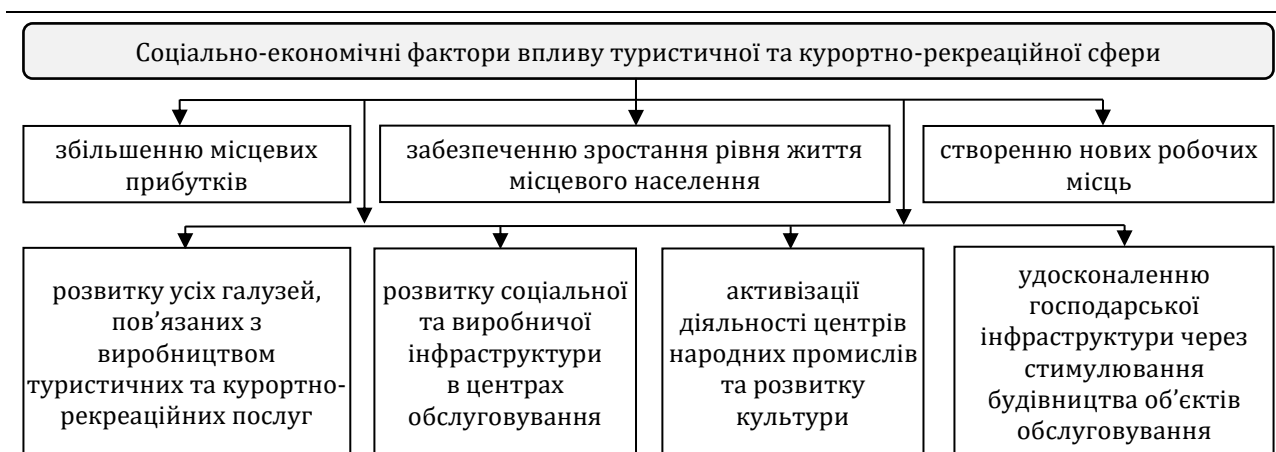 Соціально-економічні фактори впливу туристичної та курортно-рекреаційної сфери
збільшенню місцевих
прибутків
забезпеченню зростання рівня життя
місцевого населення
створенню нових робочих
місць
розвитку усіх галузей,
пов’язаних з
виробництвом
туристичних та курортно-
рекреаційних послуг
розвитку соціальної
та виробничої
інфраструктури
в центрах
обслуговування
активізації
діяльності центрів
народних промислів
та розвитку
культури
удосконаленню
господарської
інфраструктури через
стимулювання
будівництва об’єктів
обслуговування